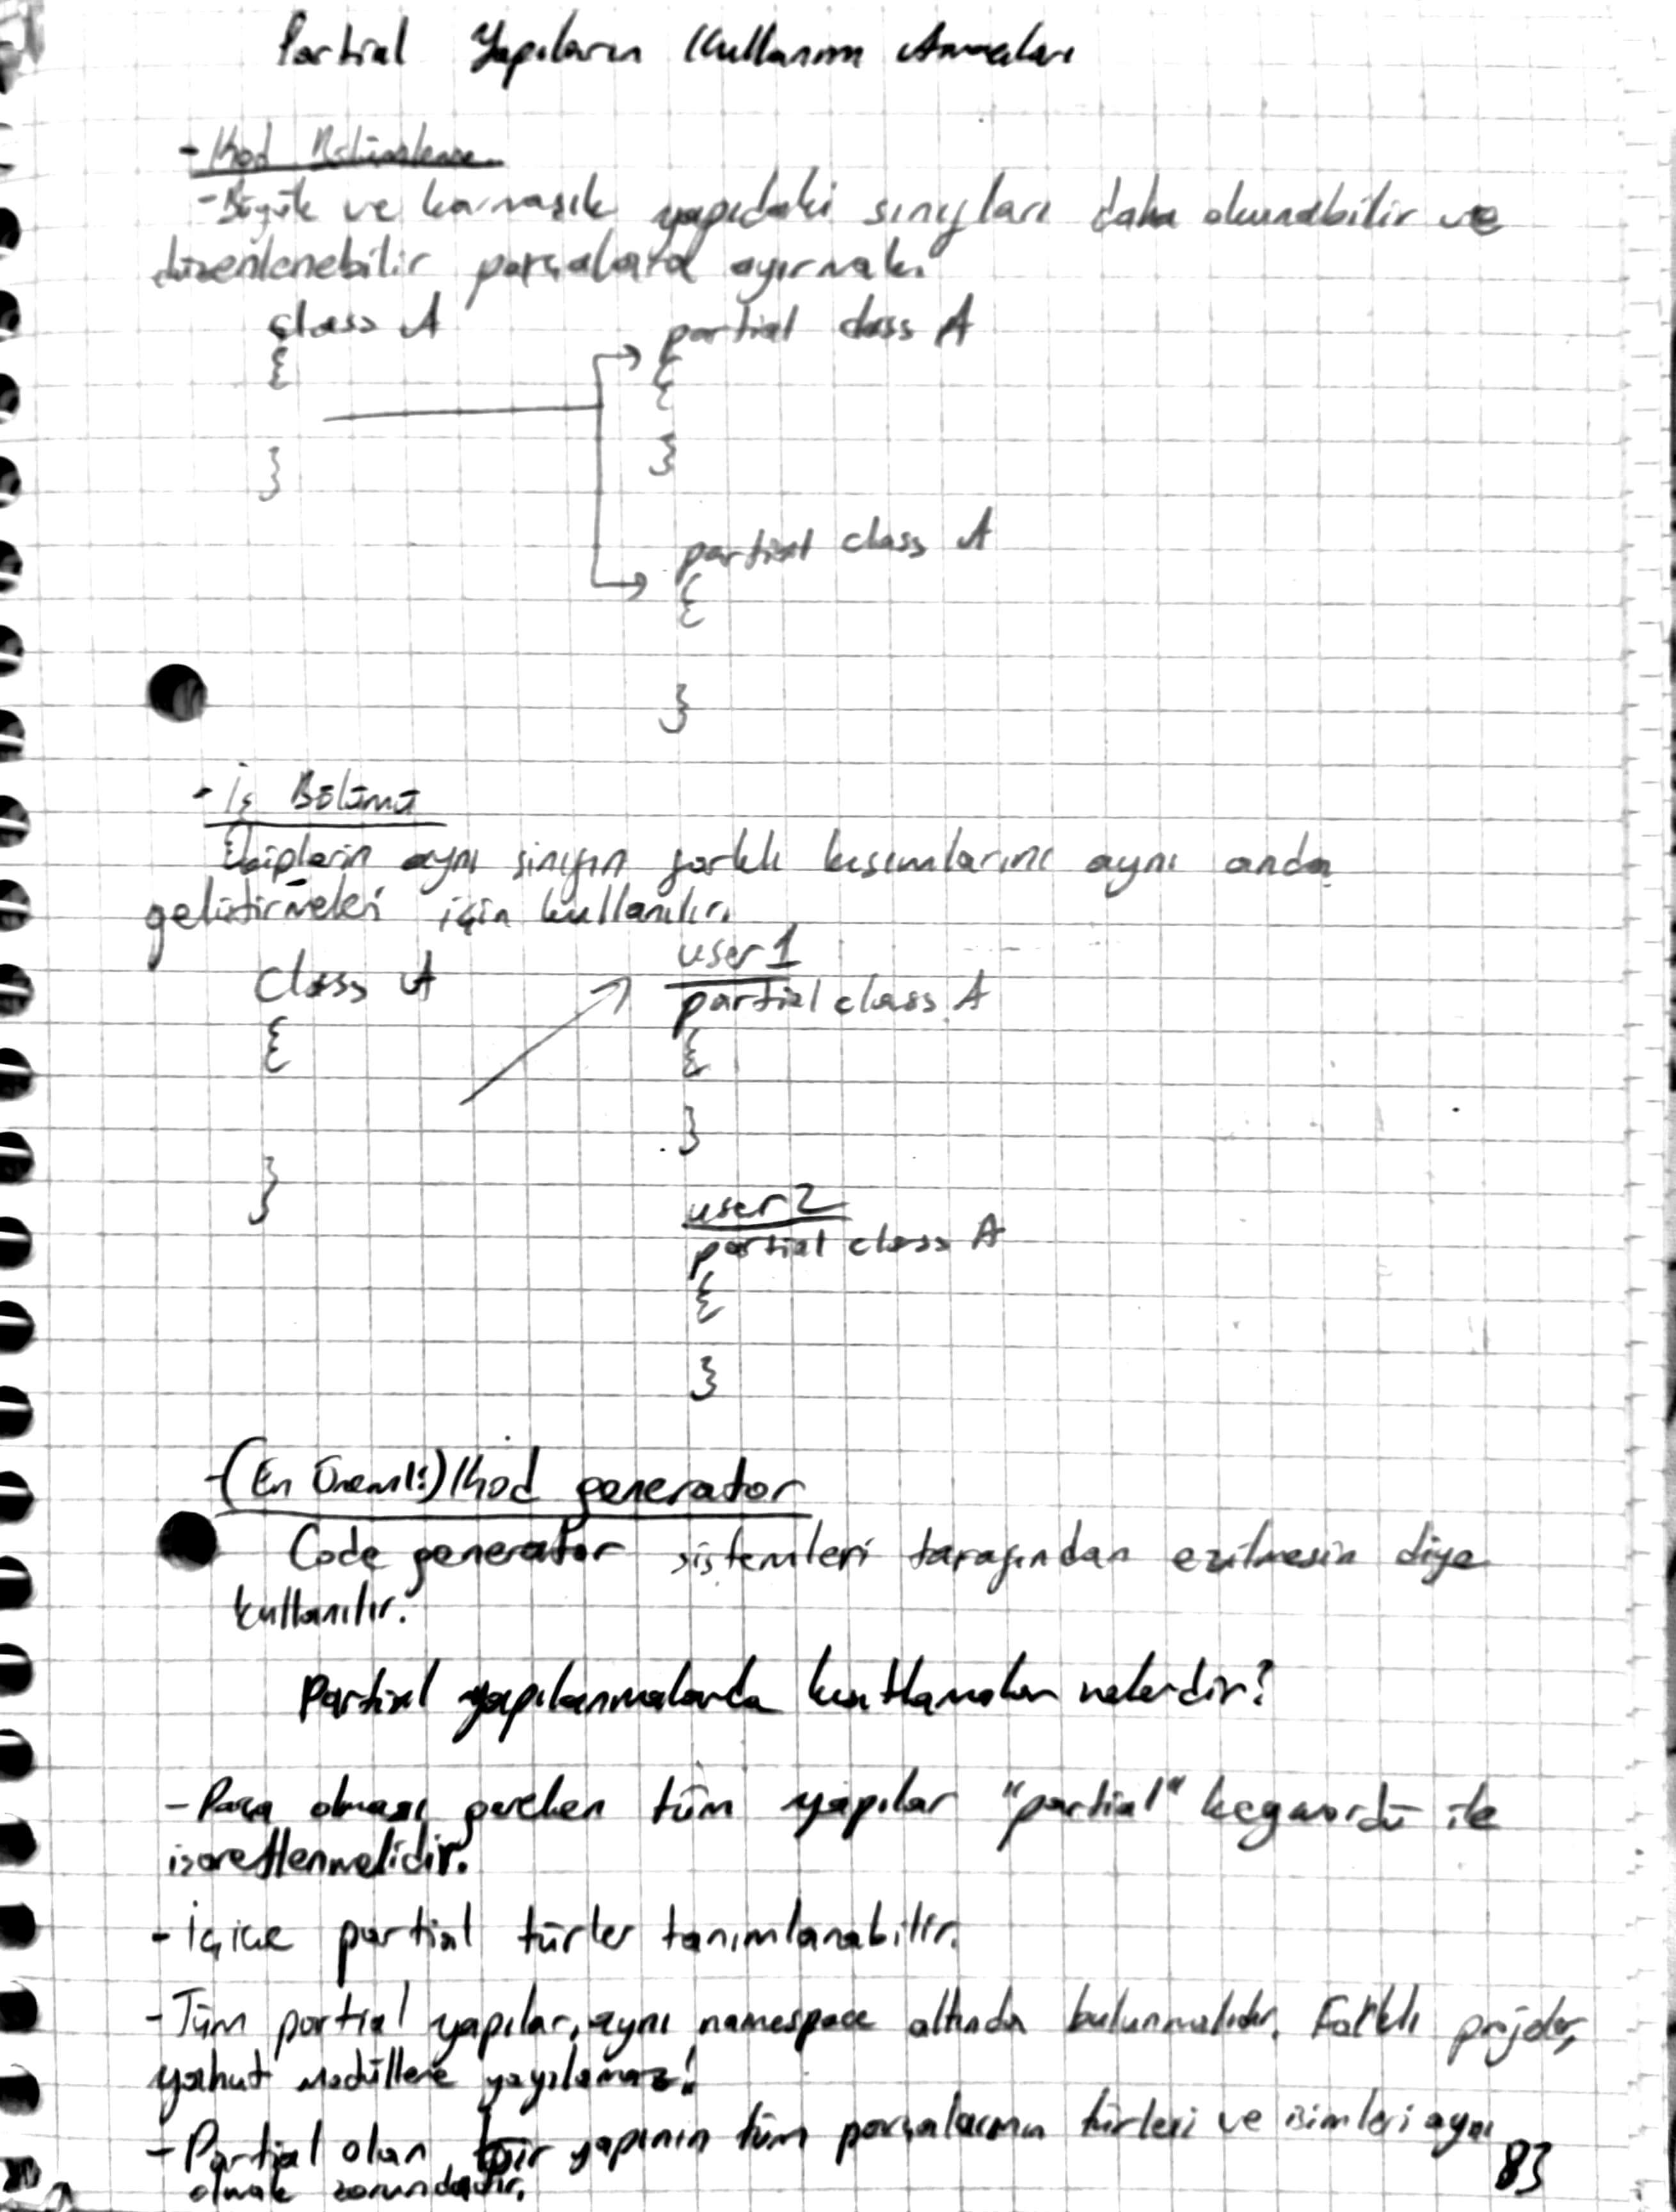 Partial Yapıların Kullanım Amaçları
- Kod Bölümleme
- Büyük ve karmaşık yapıdaki sınıfları daha okunabilir ve
düzenlenebilir parçalara ayırmak.
class A
{
}
partial class A
{
}
partial class A
{
}
- İş Bölümü
Ekiplerin aynı sınıfın farklı kısımlarını aynı anda
geliştirmeleri için kullanılır.
class A
{
}
user1
partial class A
{
}
user2
partial class A
{
}
- (En Önemli) Kod generator
Code generator sistemleri tarafından ezilmesin diye
kullanılır.
Partial yapılanmalarda kısıtlamalar nelerdir?
- Parça olması gereken tüm yapılar "partial" keywordü ile
işaretlenmelidir.
- İçice partial türler tanımlanabilir.
- Tüm partial yapılar, aynı namespace altında bulunmalıdır. Farklı projeler,
yahut modüllere yayılamaz!
- Partial olan bir yapının tüm parçalarının türleri ve isimleri aynı
olmak zorundadır.
83